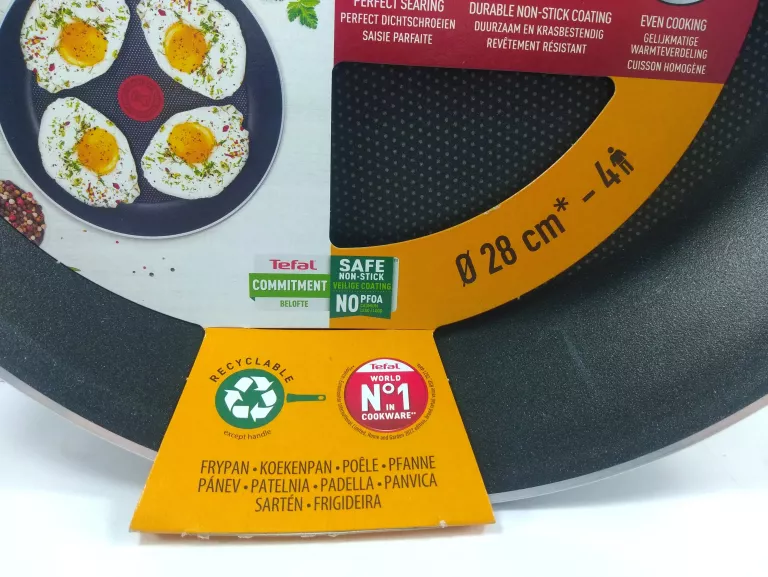 PERFECT SEARING
PERFECT DICHTSCHROEIEN
SAISIE PARFAITE
DURABLE NON-STICK COATING
DUURZAAM EN KRASBESTENDIG
REVÊTEMENT RÉSISTANT
EVEN COOKING
GELIJKMATIGE
WARMTEVERDELING
CUISSON HOMOGÈNE
Ø 28 cm* – 4
Tefal
COMMITMENT
BELOFTE
SAFE
NON-STICK
VEILIGE COATING
NO PFOA
RECYCLABLE
except handle
Tefal
WORLD
N°1
IN
COOKWARE**
FRYPAN • KOEKENPAN • POÊLE • PFANNE
PÁNEV • PATELNIA • PADELLA • PANVICA
SARTÉN • FRIGIDEIRA